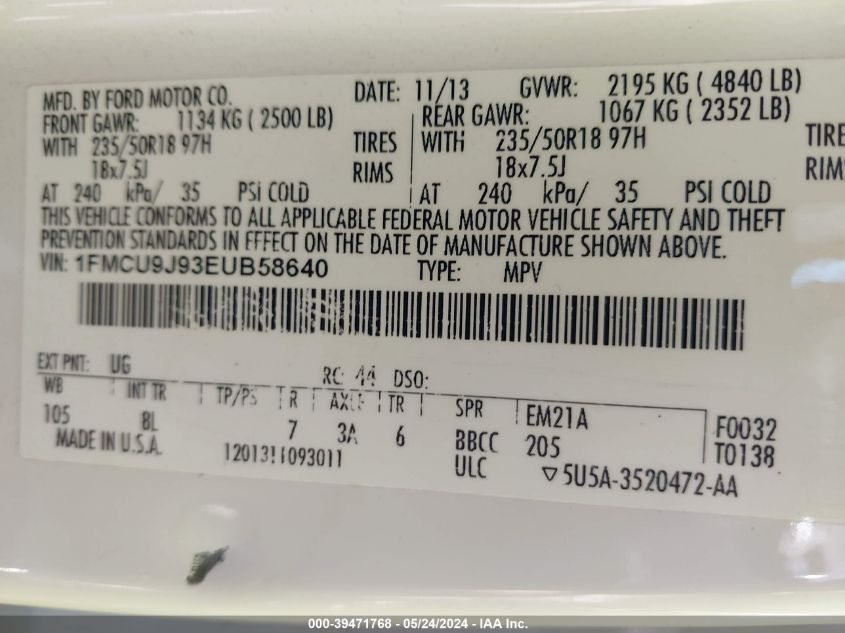 MFD. BY FORD MOTOR CO. DATE: 11/13 GVWR: 2195 KG ( 4840 LB)
FRONT GAWR: 1134 KG ( 2500 LB) REAR GAWR: 1067 KG ( 2352 LB)
WITH 235/50R18 97H TIRES WITH 235/50R18 97H TIRE
18x7.5J RIMS 18x7.5J RIM
AT 240 kPa/ 35 PSI COLD AT 240 kPa/ 35 PSI COLD
THIS VEHICLE CONFORMS TO ALL APPLICABLE FEDERAL MOTOR VEHICLE SAFETY AND THEFT
PREVENTION STANDARDS IN EFFECT ON THE DATE OF MANUFACTURE SHOWN ABOVE.
VIN: 1FMCU9J93EUB58640 TYPE: MPV
EXT PNT: UG RC: 44 DSO:
WB INT TR TP/PS R AXLE TR SPR EM21A F0032
105 8L 7 3A 6 BBCC 205 T0138
MADE IN U.S.A. ULC ▽5U5A-3520472-AA
000-39471768 - 05/24/2024 - IAA Inc.